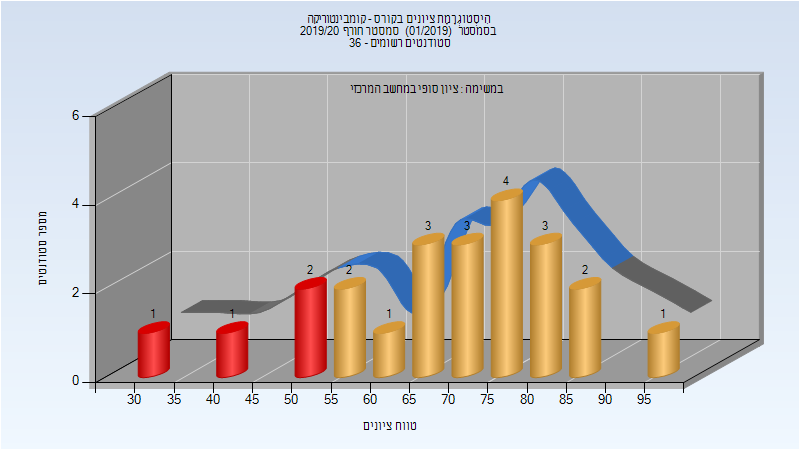 היסטוגרמת ציונים בקורס - קומבינטוריקה
בסמסטר (01/2019) סמסטר חורף 2019/20
סטודנטים רשומים - 36
במשימה : ציון סופי במחשב המרכזי
מספר סטודנטים
6
4
2
0
1
1
2
2
1
3
3
4
3
2
1
30 35 40 45 50 55 60 65 70 75 80 85 90 95
טווח ציונים